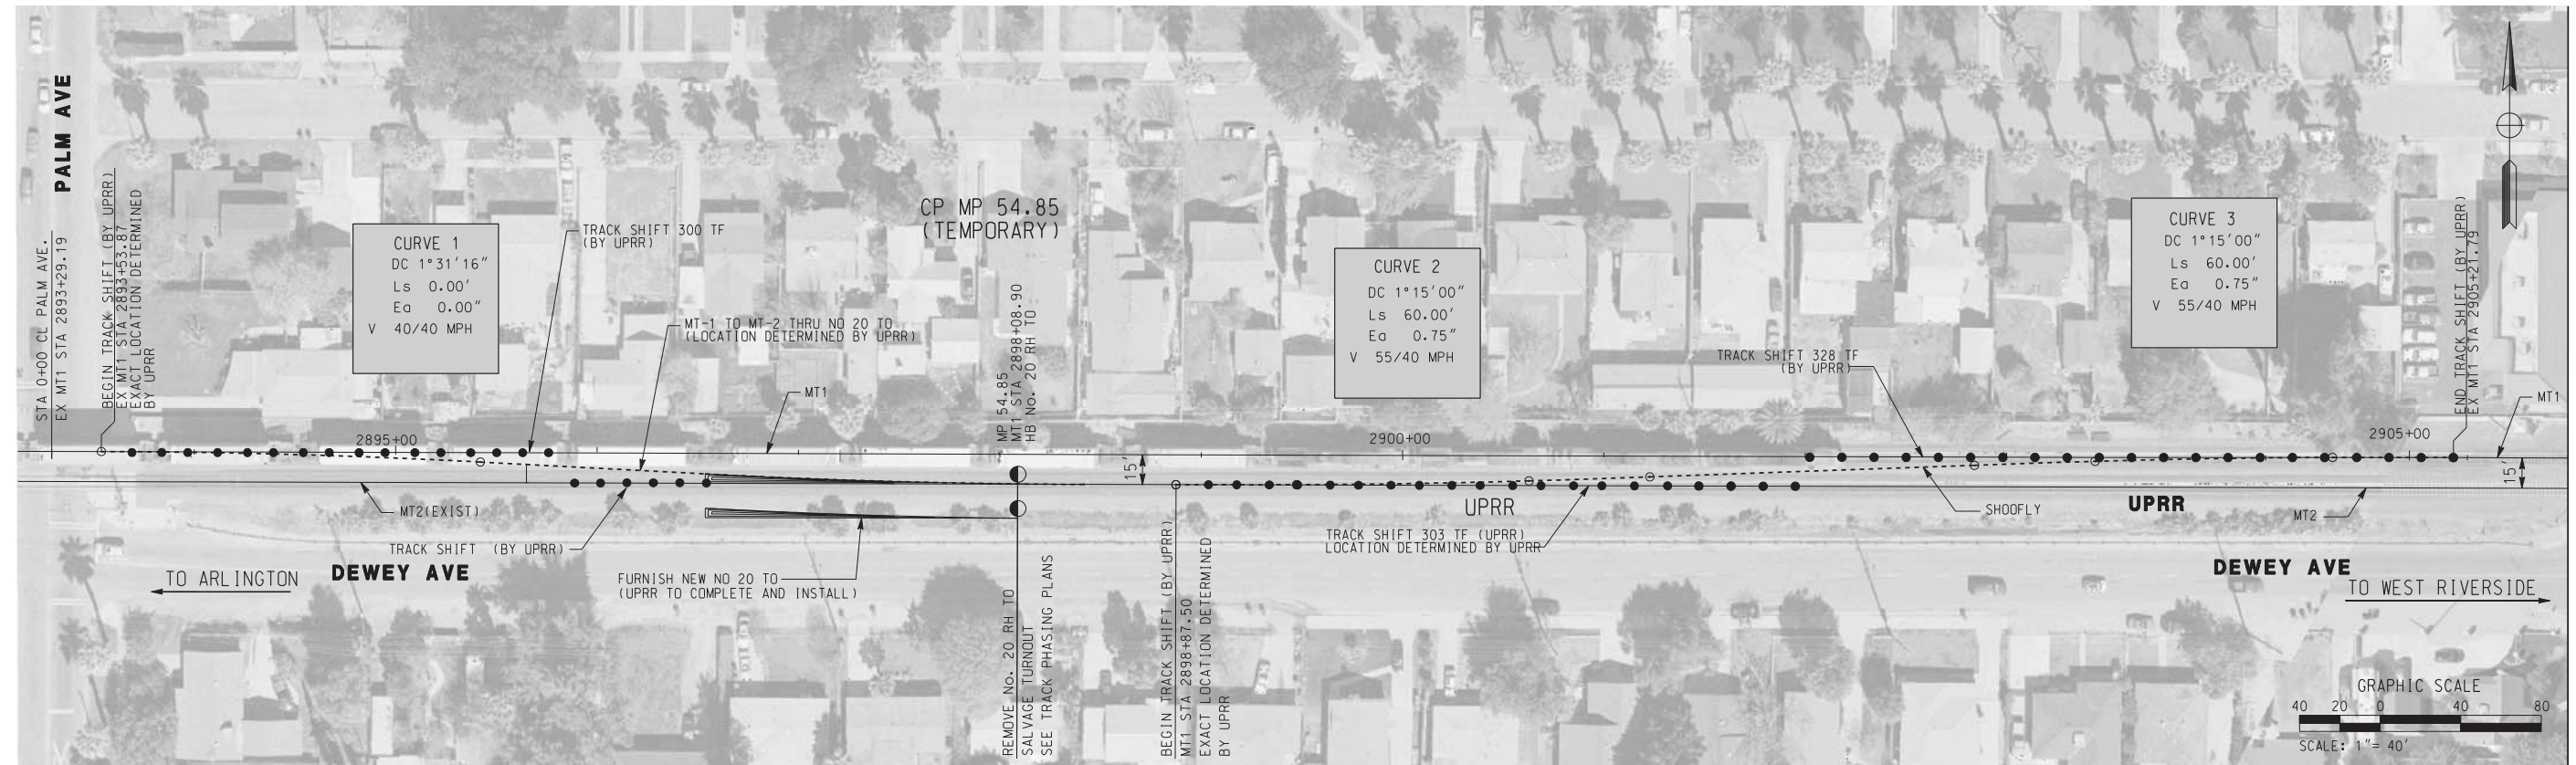 PALM AVE
STA 0+00 CL PALM AVE.
EX MT1 STA 2893+29.19
BEGIN TRACK SHIFT (BY UPRR)
EX MT1 STA 2893+53.87
EXACT LOCATION DETERMINED
BY UPRR
CURVE 1
DC 1°31'16"
Ls 0.00'
Ea 0.00"
V 40/40 MPH
TRACK SHIFT 300 TF
(BY UPRR)
CP MP 54.85
(TEMPORARY)
MT-1 TO MT-2 THRU NO 20 TO
(LOCATION DETERMINED BY UPRR)
MT1
MP 54.85
MT1 STA 2898+08.90
HB No. 20 RH TO
CURVE 2
DC 1°15'00"
Ls 60.00'
Ea 0.75"
V 55/40 MPH
CURVE 3
DC 1°15'00"
Ls 60.00'
Ea 0.75"
V 55/40 MPH
TRACK SHIFT 328 TF
(BY UPRR)
END TRACK SHIFT (BY UPRR)
EX MT1 STA 2905+21.79
MT1
2895+00
2900+00
2905+00
15'
15'
MT2(EXIST)
TRACK SHIFT (BY UPRR)
UPRR
SHOOFLY
UPRR
MT2
TRACK SHIFT 303 TF (UPRR)
LOCATION DETERMINED BY UPRR
TO ARLINGTON
DEWEY AVE
FURNISH NEW NO 20 TO
(UPRR TO COMPLETE AND INSTALL)
REMOVE No. 20 RH TO
SALVAGE TURNOUT
SEE TRACK PHASING PLANS
BEGIN TRACK SHIFT (BY UPRR)
MT1 STA 2898+87.50
EXACT LOCATION DETERMINED
BY UPRR
DEWEY AVE
TO WEST RIVERSIDE
GRAPHIC SCALE
40 20 0 40 80
SCALE: 1"= 40'